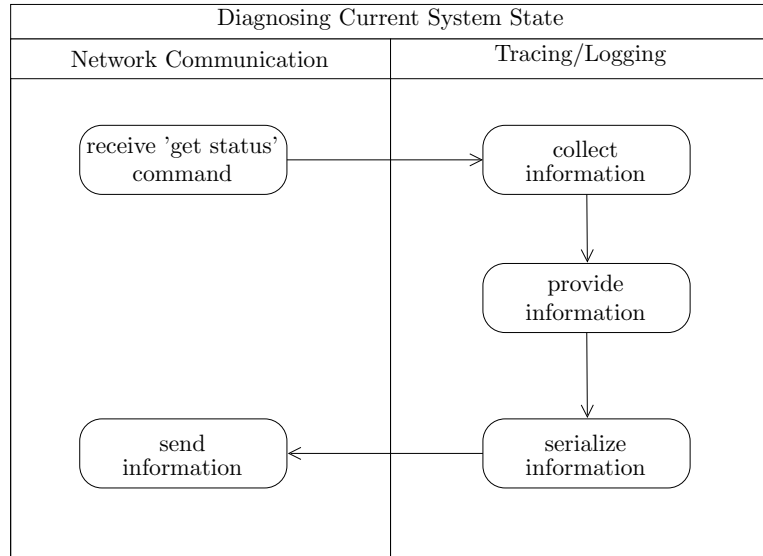 Diagnosing Current System State
Network Communication
Tracing/Logging
receive 'get status'
command
collect
information
provide
information
send
information
serialize
information